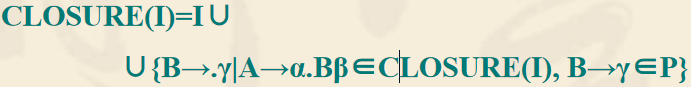 CLOSURE(I)=I∪
∪{B→.γ|A→α.Bβ∈CLOSURE(I), B→γ∈P}